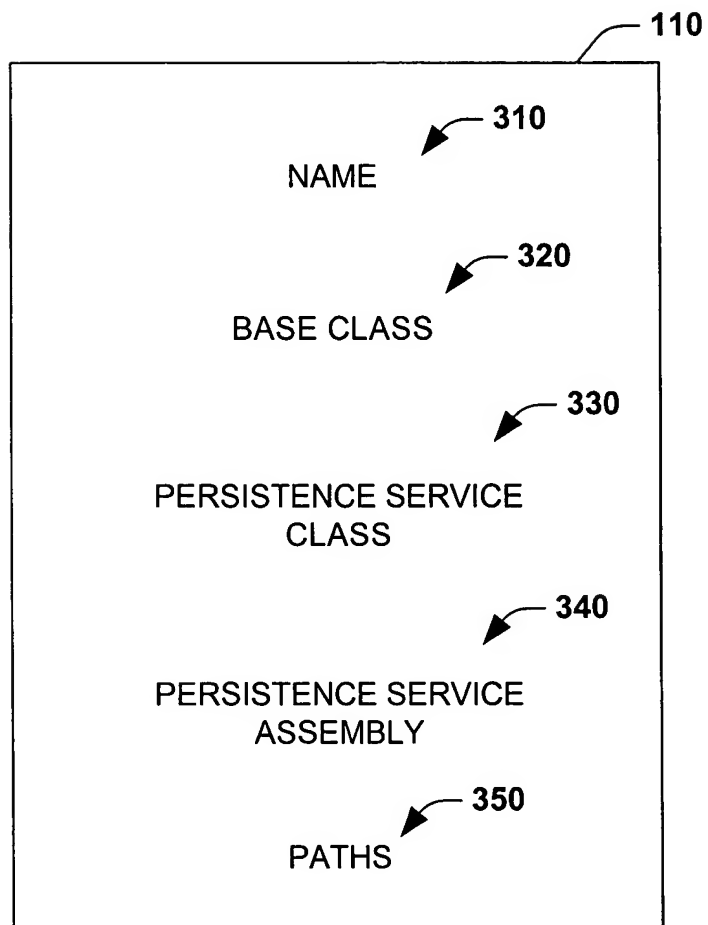 110
310
NAME
320
BASE CLASS
330
PERSISTENCE SERVICE
CLASS
340
PERSISTENCE SERVICE
ASSEMBLY
350
PATHS